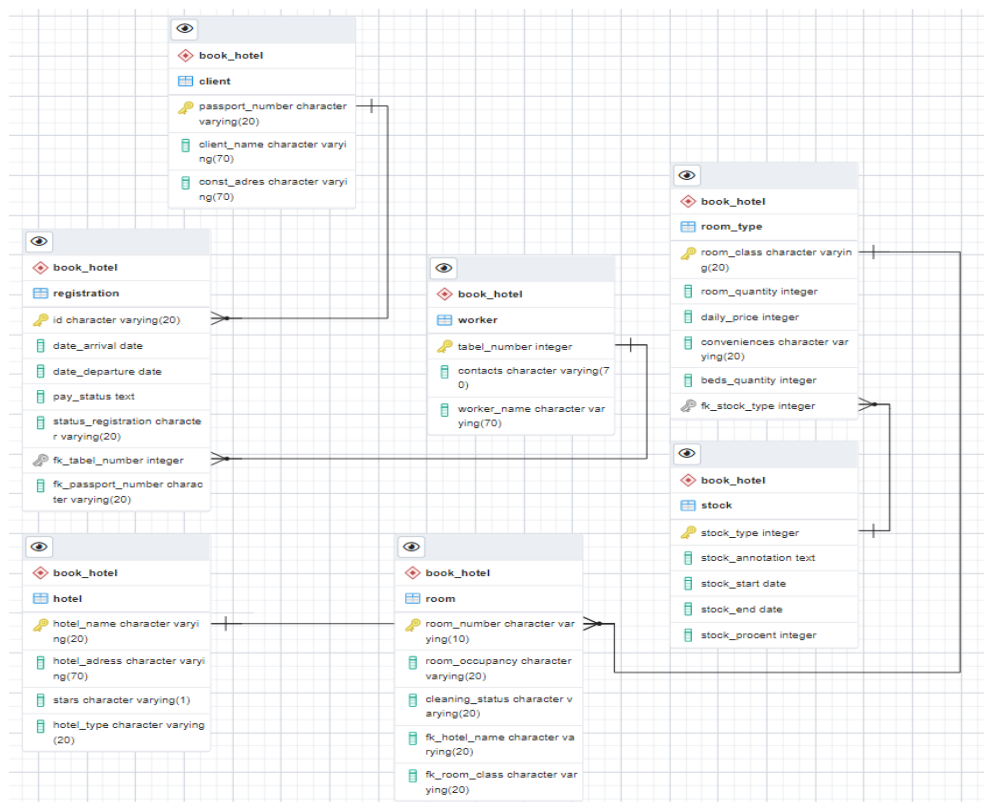 book_hotel
client
passport_number character
varying(20)
client_name character varyi
ng(70)
const_adres character varyi
ng(70)
book_hotel
registration
id character varying(20)
date_arrival date
date_departure date
pay_status text
status_registration characte
r varying(20)
fk_tabel_number integer
fk_passport_number charac
ter varying(20)
book_hotel
worker
tabel_number integer
contacts character varying(7
0)
worker_name character var
ying(70)
book_hotel
room_type
room_class character varyin
g(20)
room_quantity integer
daily_price integer
conveniences character var
ying(20)
beds_quantity integer
fk_stock_type integer
book_hotel
stock
stock_type integer
stock_annotation text
stock_start date
stock_end date
stock_procent integer
book_hotel
hotel
hotel_name character varyi
ng(20)
hotel_adress character varyi
ng(70)
stars character varying(1)
hotel_type character varying
(20)
book_hotel
room
room_number character var
ying(10)
room_occupancy character
varying(20)
cleaning_status character v
arying(20)
fk_hotel_name character va
rying(20)
fk_room_class character var
ying(20)